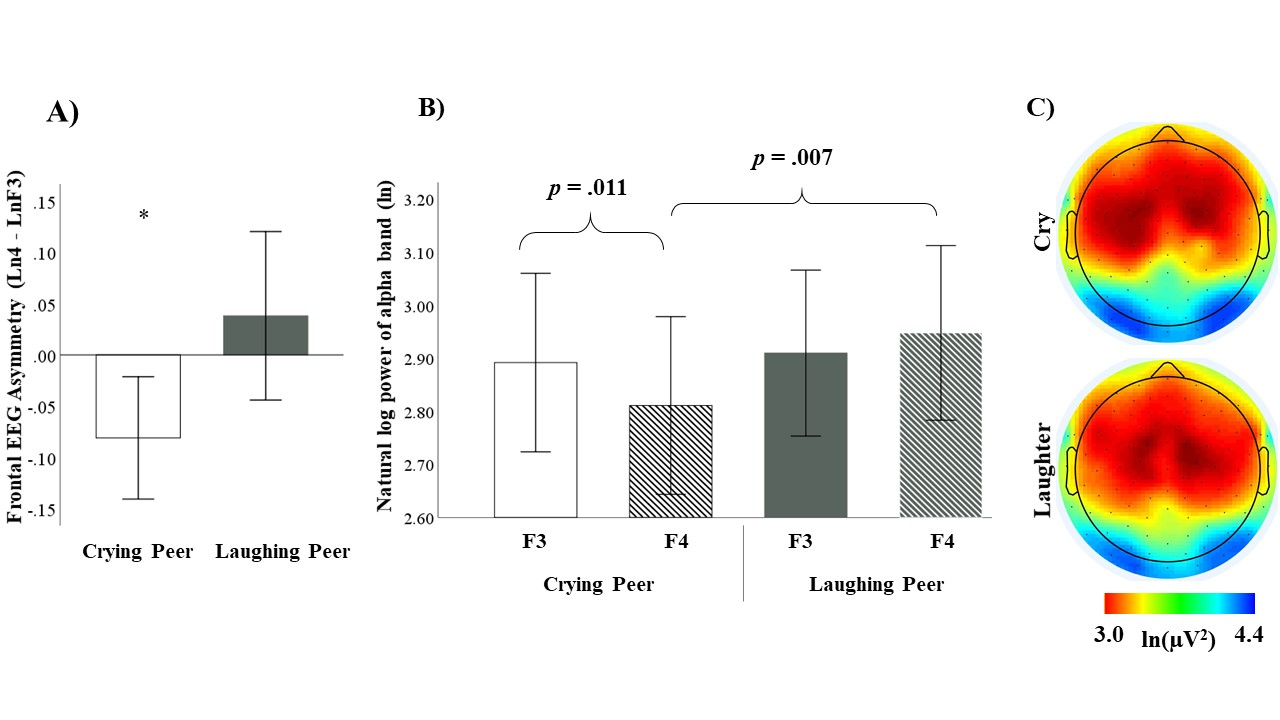 A)
Frontal EEG Asymmetry (Ln4 - LnF3)
.15
.10
.05
.00
-.05
-.10
-.15
*
Crying Peer
Laughing Peer
B)
Natural log power of alpha band (ln)
3.20
3.10
3.00
2.90
2.80
2.70
2.60
p = .011
p = .007
F3
F4
F3
F4
Crying Peer
Laughing Peer
C)
Cry
Laughter
3.0
ln(μV²)
4.4